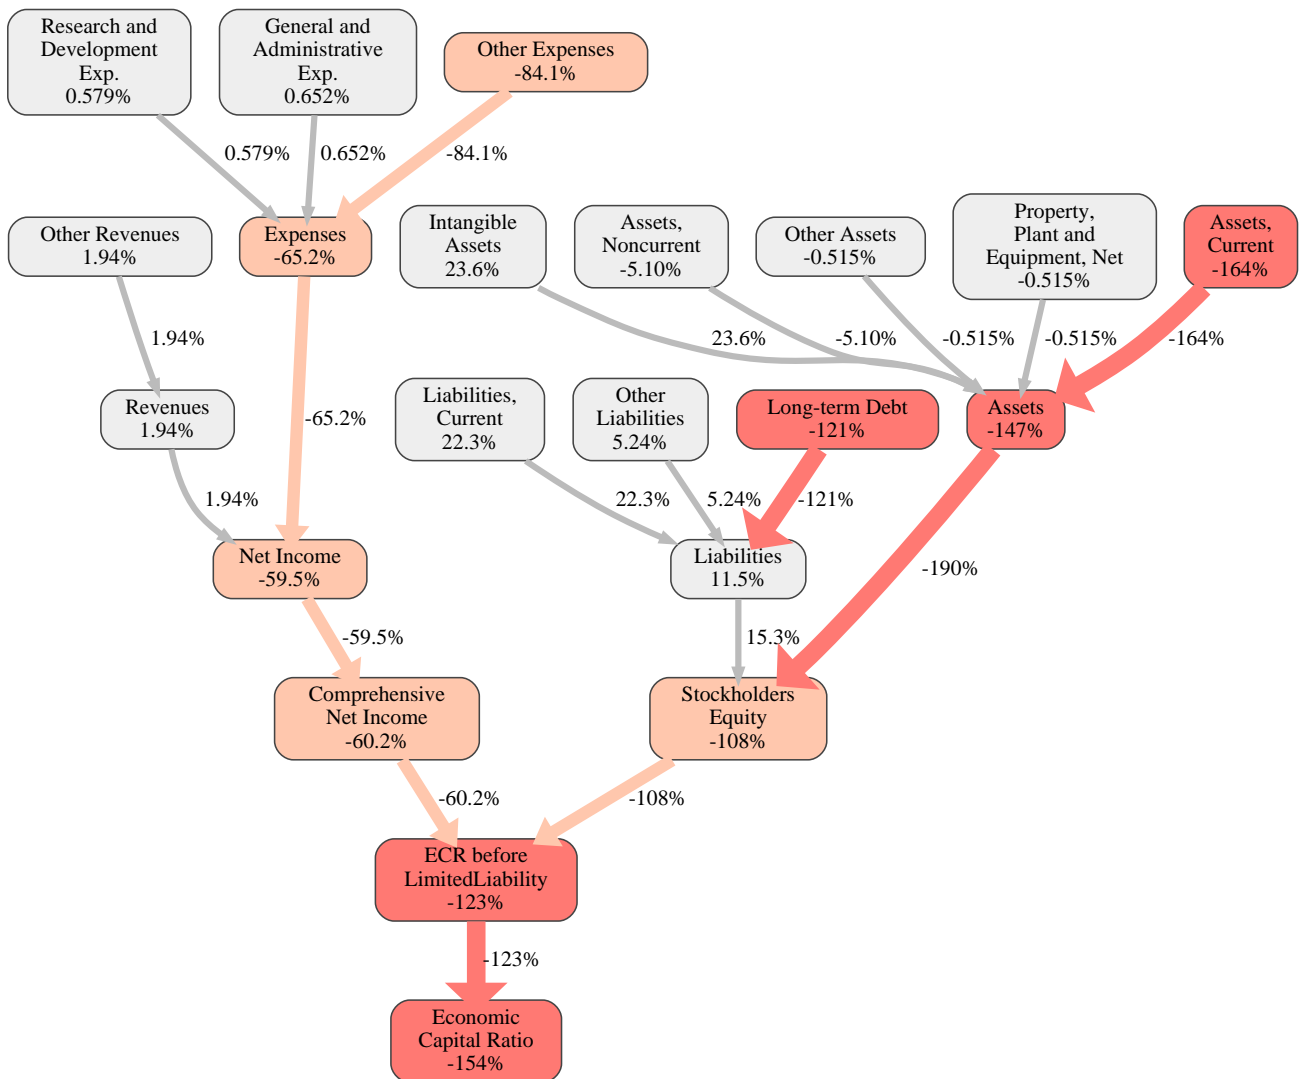 Research and
Development
Exp.
0.579%
General and
Administrative
Exp.
0.652%
Other Expenses
-84.1%
0.579%
0.652%
-84.1%
Other Revenues
1.94%
Expenses
-65.2%
Intangible
Assets
23.6%
Assets,
Noncurrent
-5.10%
Other Assets
-0.515%
Property,
Plant and
Equipment, Net
-0.515%
Assets,
Current
-164%
1.94%
-65.2%
23.6%
-5.10%
-0.515%
-0.515%
-164%
Revenues
1.94%
Liabilities,
Current
22.3%
Other
Liabilities
5.24%
Long-term Debt
-121%
Assets
-147%
1.94%
22.3%
5.24%
-121%
-190%
Net Income
-59.5%
Liabilities
11.5%
-59.5%
15.3%
Comprehensive
Net Income
-60.2%
Stockholders
Equity
-108%
-60.2%
-108%
ECR before
LimitedLiability
-123%
-123%
Economic
Capital Ratio
-154%